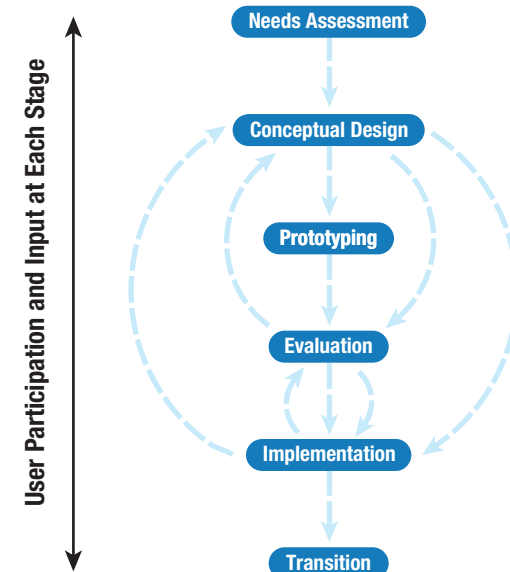 User Participation and Input at Each Stage
Needs Assessment
Conceptual Design
Prototyping
Evaluation
Implementation
Transition